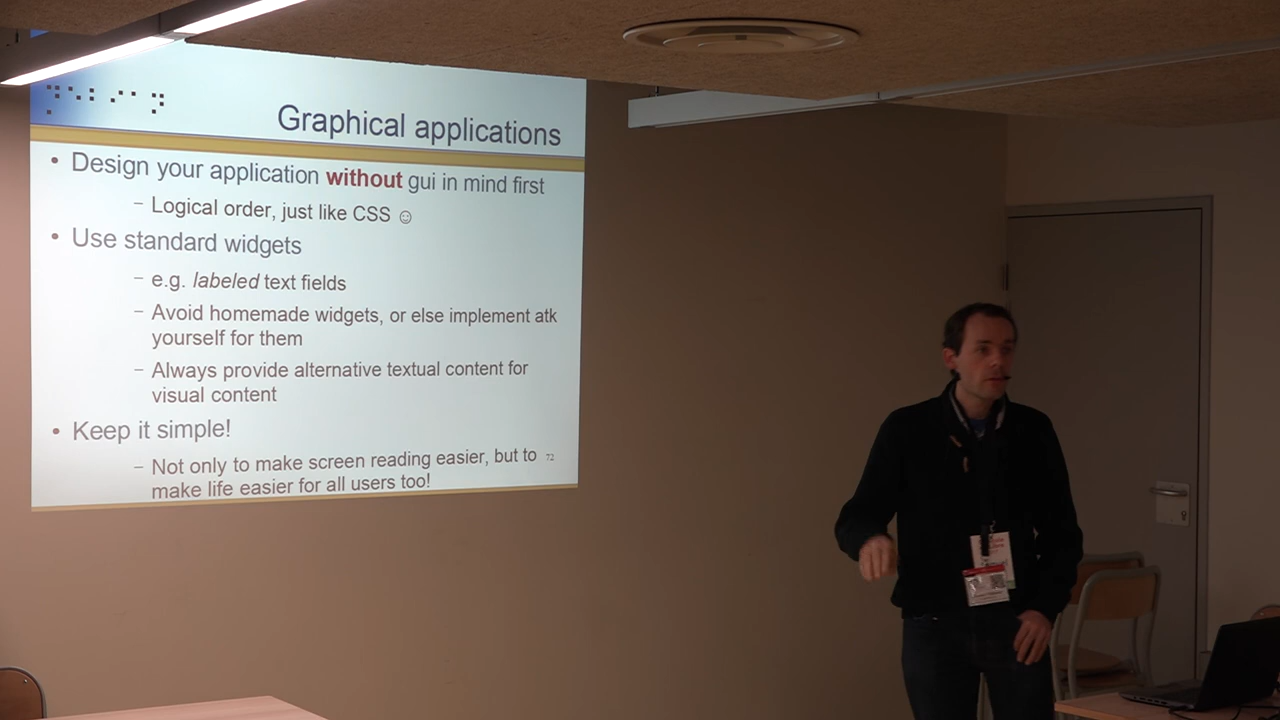 Graphical applications
• Design your application without gui in mind first
– Logical order, just like CSS ☺
• Use standard widgets
– e.g. labeled text fields
– Avoid homemade widgets, or else implement atk
yourself for them
– Always provide alternative textual content for
visual content
• Keep it simple!
– Not only to make screen reading easier, but to
make life easier for all users too!
72